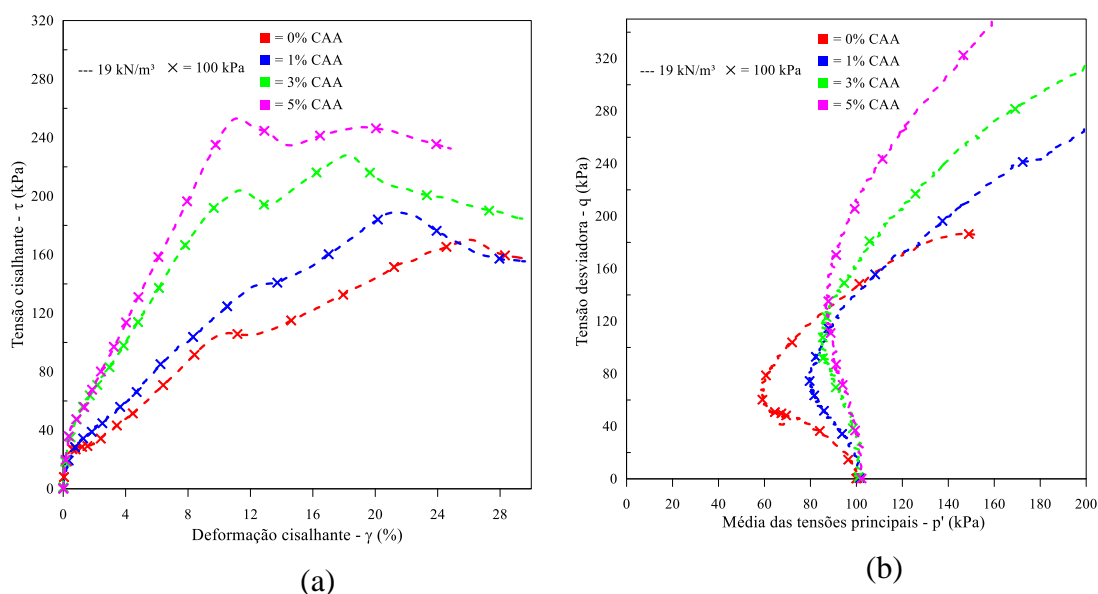 320
280
240
200
160
120
80
40
0
Tensão cisalhante - τ (kPa)
0 4 8 12 16 20 24 28
Deformação cisalhante - γ (%)
--- 19 kN/m³ × = 100 kPa
= 0% CAA
= 1% CAA
= 3% CAA
= 5% CAA
(a)
320
280
240
200
160
120
80
40
0
Tensão desviadora - q (kPa)
0 20 40 60 80 100 120 140 160 180 200
Média das tensões principais - p' (kPa)
--- 19 kN/m³ × = 100 kPa
= 0% CAA
= 1% CAA
= 3% CAA
= 5% CAA
(b)